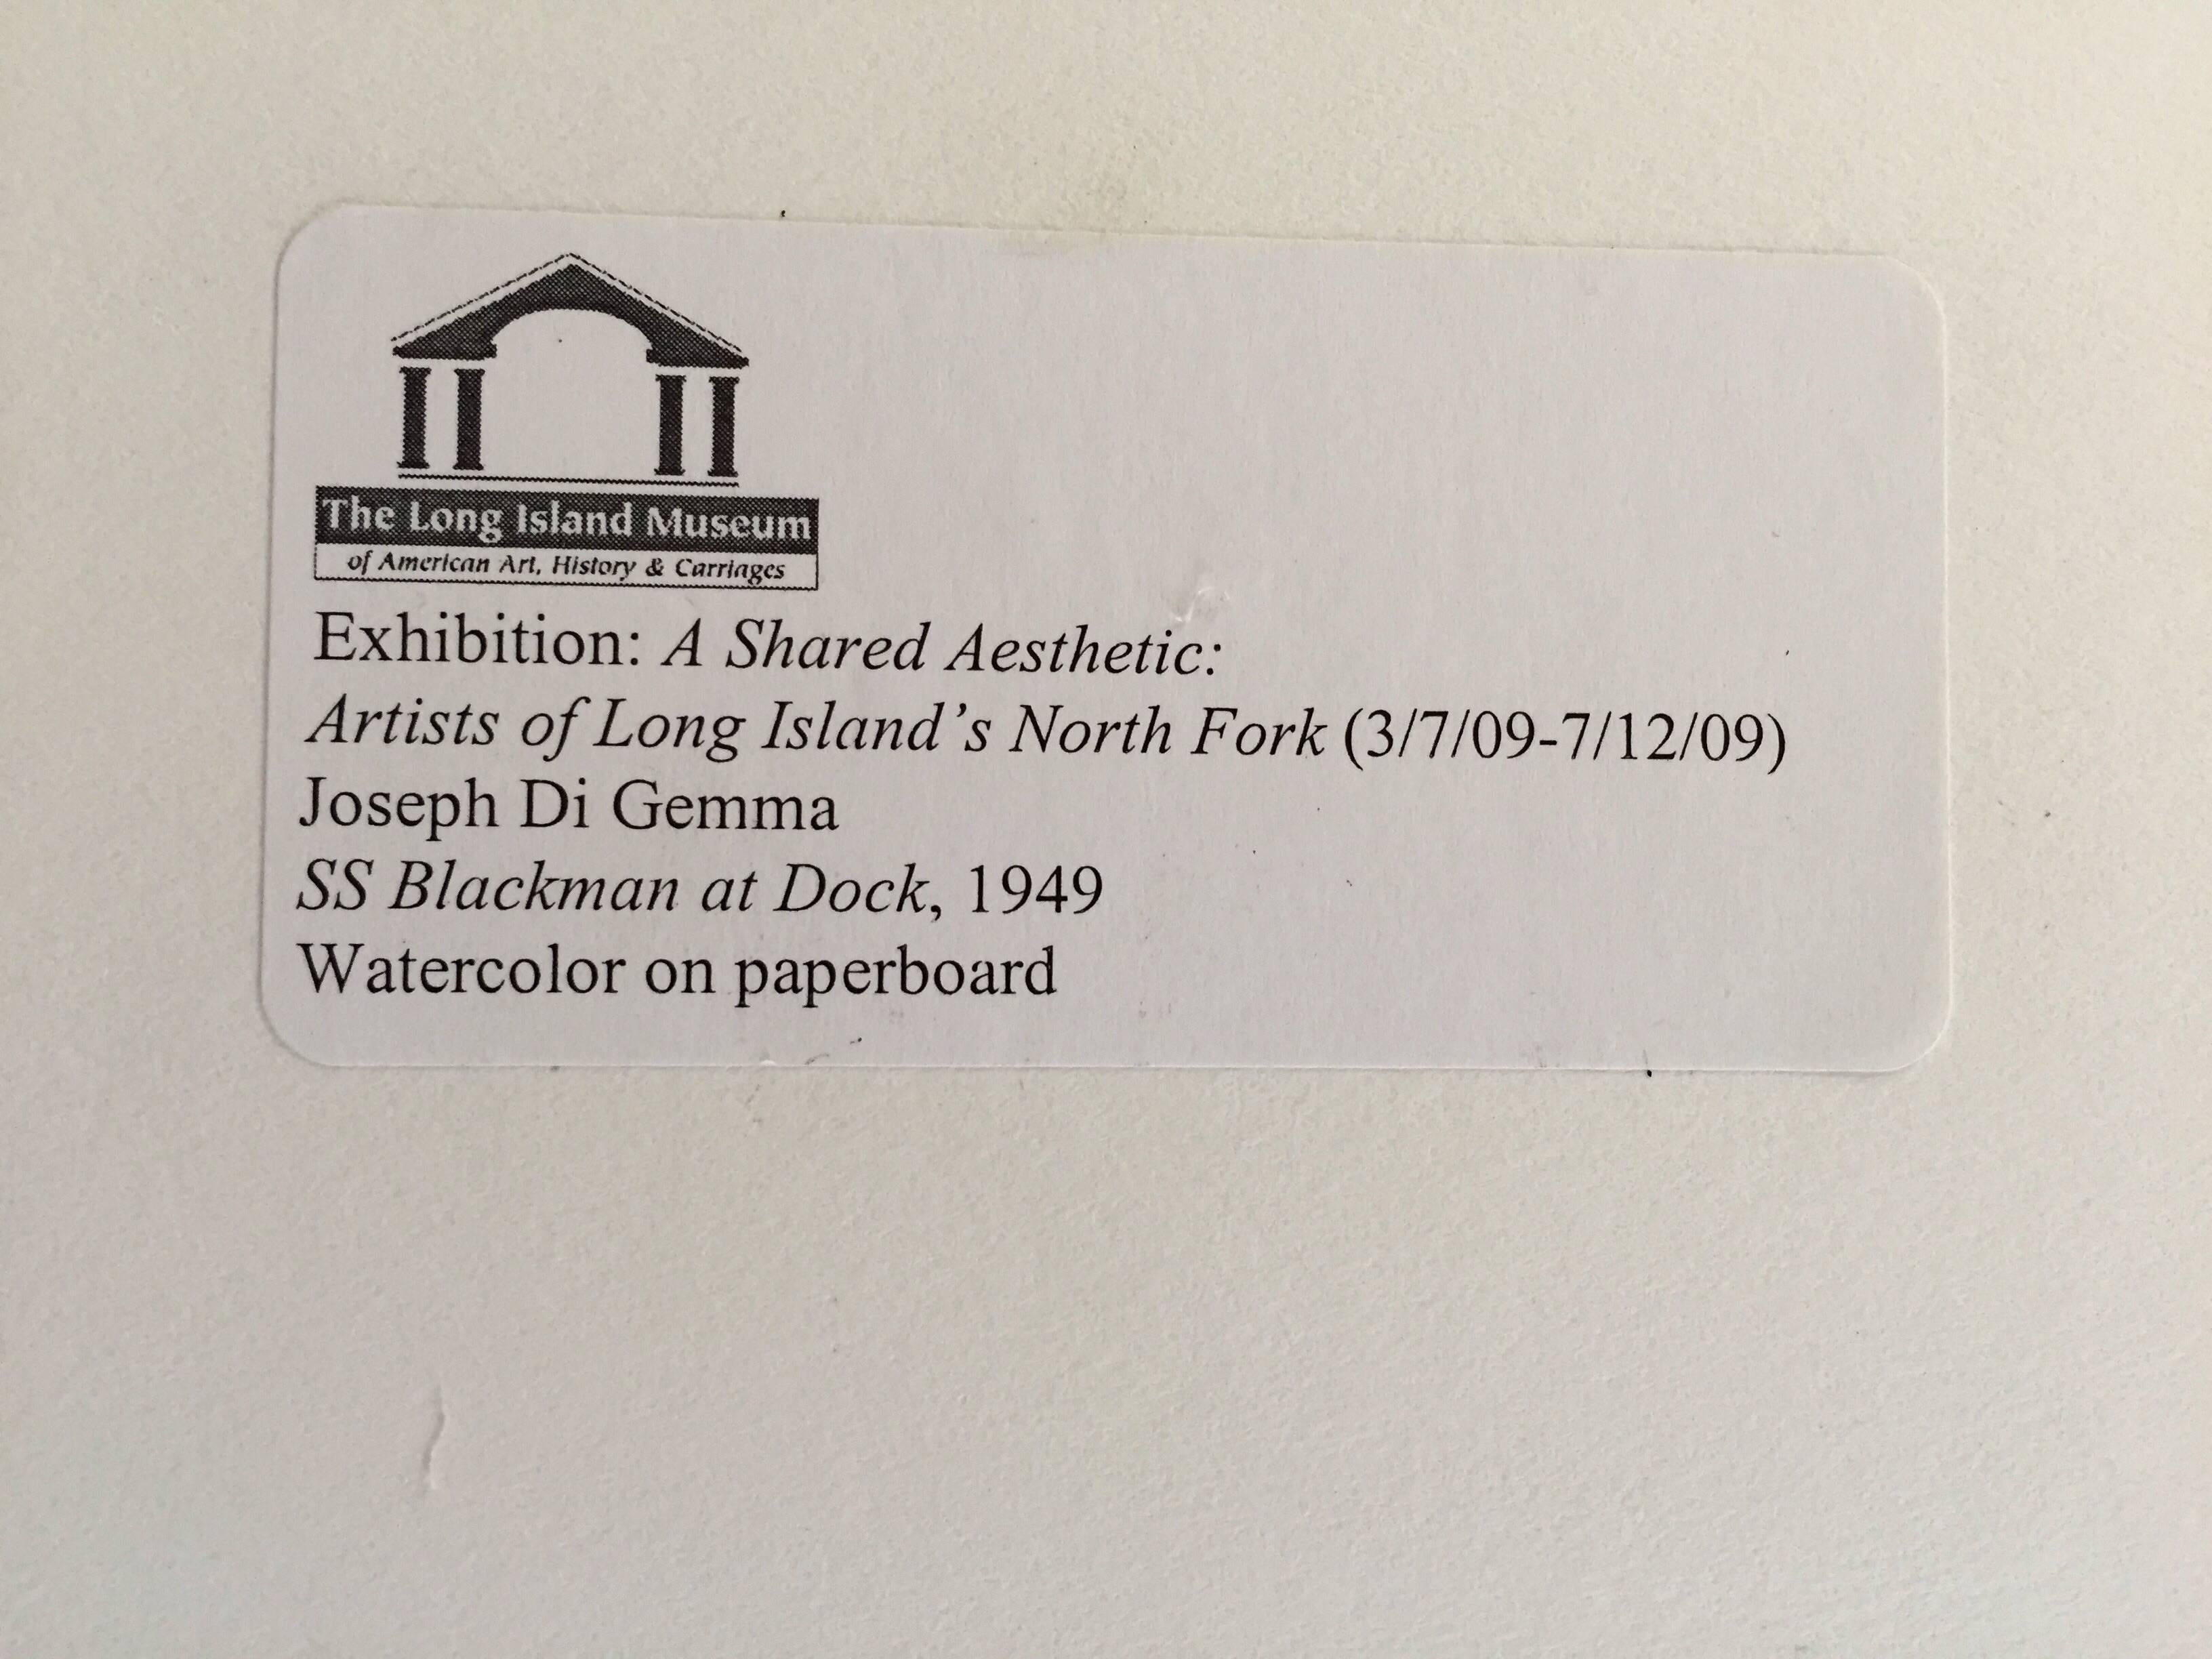 The Long Island Museum
of American Art, History & Carriages
Exhibition: A Shared Aesthetic:
Artists of Long Island’s North Fork (3/7/09-7/12/09)
Joseph Di Gemma
SS Blackman at Dock, 1949
Watercolor on paperboard